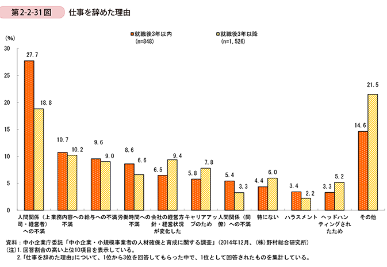 第2-2-31図 仕事を辞めた理由
(%)
■就職後3年以内
(n=848)
就職後3年以降
(n=1,526)
30
25
20
15
10
5
0
27.7
18.8
10.7
10.2
9.6
9.0
8.6
6.6
6.5
9.4
5.8
7.8
5.4
3.3
4.4
6.0
3.4
2.2
3.3
5.2
14.6
21.5
人間関係（上
司・経営者）
への不満
業務内容への
不満
給与への不満
労働時間への
不満
会社の経営方
針・経営状況
が変化した
キャリアアッ
プのため
人間関係（同
僚）への不満
特にない
ハラスメント
ヘッドハン
ティングされ
たため
その他
資料：中小企業庁委託「中小企業・小規模事業者の人材確保と育成に関する調査」(2014年12月、(株)野村総合研究所)
(注)1. 回答割合の高い上位10項目を表示している。
2. 「仕事を辞めた理由」について、1位から3位を回答してもらった中で、1位として回答されたものを集計している。